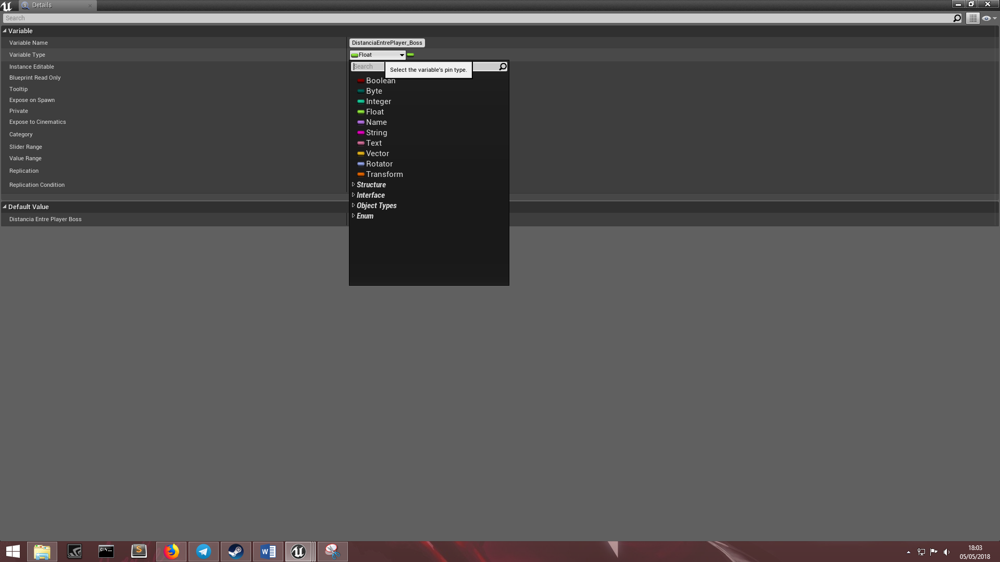 Details
Search
Variable
Variable Name
DistanciaEntrePlayer_Boss
Variable Type
Float
Instance Editable
Search
Select the variable's pin type.
Blueprint Read Only
Boolean
Tooltip
Byte
Expose on Spawn
Integer
Private
Float
Expose to Cinematics
Name
Category
String
Text
Slider Range
Vector
Value Range
Rotator
Replication
Transform
Replication Condition
Structure
Interface
Default Value
Object Types
Distancia Entre Player Boss
Enum
18:03
05/05/2018